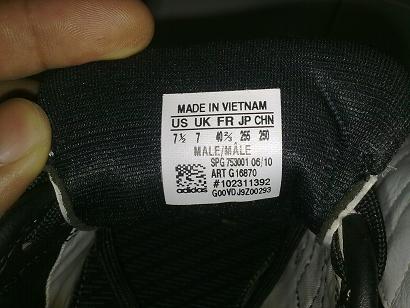 MADE IN VIETNAM
US UK FR JP CHN
7½ 7 40⅔ 255 250
MALE/MÂLE
SPG 753001 06/10
ART G16870
#102311392
adidas G00VDJ9Z00293